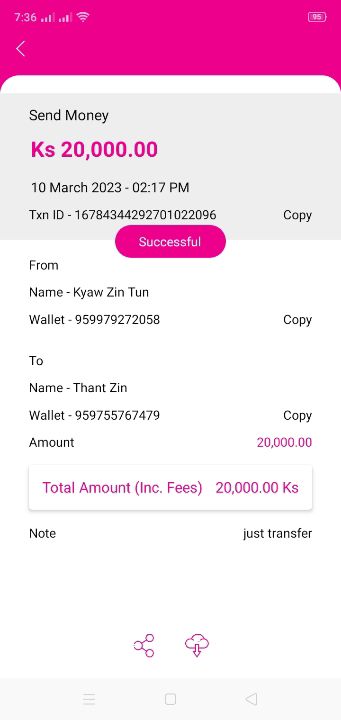 7:36
95
Send Money
Ks 20,000.00
10 March 2023 - 02:17 PM
Txn ID - 16784344292701022096 Copy
Successful
From
Name - Kyaw Zin Tun
Wallet - 959979272058 Copy
To
Name - Thant Zin
Wallet - 959755767479 Copy
Amount 20,000.00
Total Amount (Inc. Fees) 20,000.00 Ks
Note just transfer